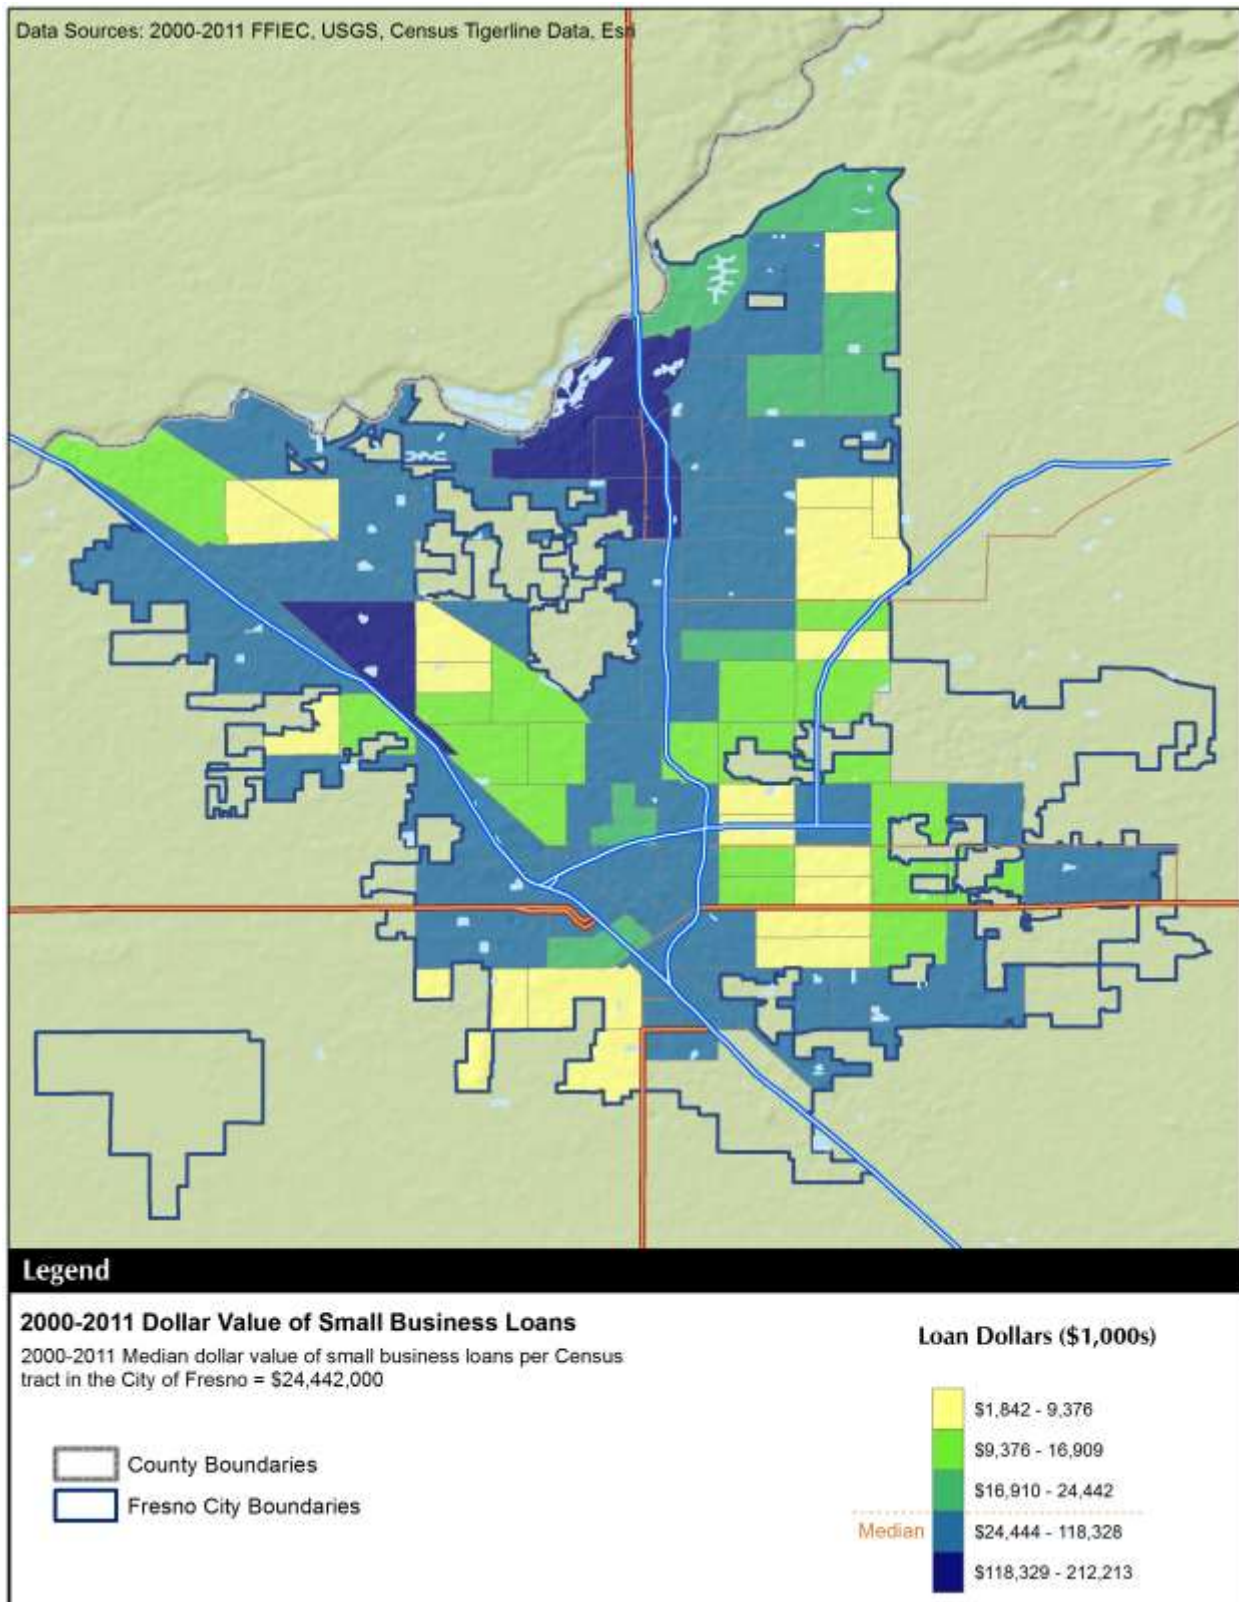 Data Sources: 2000-2011 FFIEC, USGS, Census Tigerline Data, Esri
Legend
2000-2011 Dollar Value of Small Business Loans
2000-2011 Median dollar value of small business loans per Census
tract in the City of Fresno = $24,442,000
County Boundaries
Fresno City Boundaries
Loan Dollars ($1,000s)
$1,842 - 9,376
$9,376 - 16,909
$16,910 - 24,442
Median
$24,444 - 118,328
$118,329 - 212,213